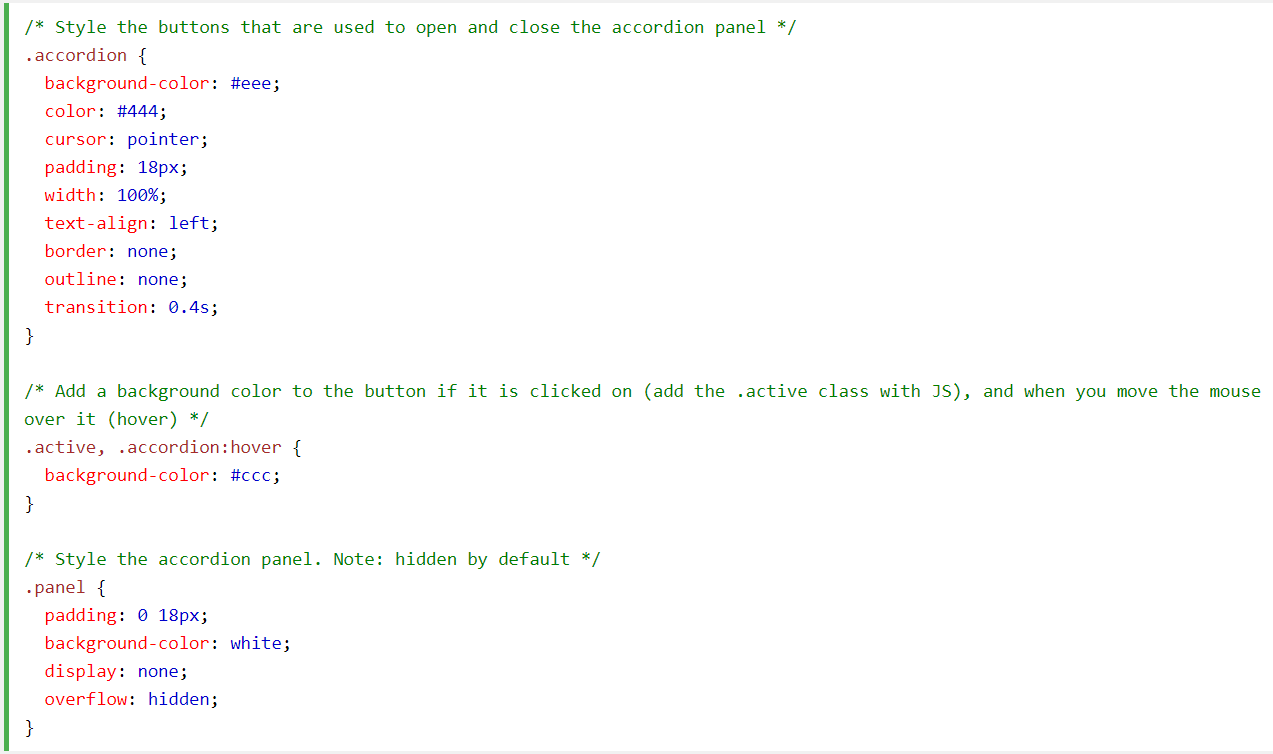 /* Style the buttons that are used to open and close the accordion panel */
.accordion {
  background-color: #eee;
  color: #444;
  cursor: pointer;
  padding: 18px;
  width: 100%;
  text-align: left;
  border: none;
  outline: none;
  transition: 0.4s;
}

/* Add a background color to the button if it is clicked on (add the .active class with JS), and when you move the mouse
over it (hover) */
.active, .accordion:hover {
  background-color: #ccc;
}

/* Style the accordion panel. Note: hidden by default */
.panel {
  padding: 0 18px;
  background-color: white;
  display: none;
  overflow: hidden;
}